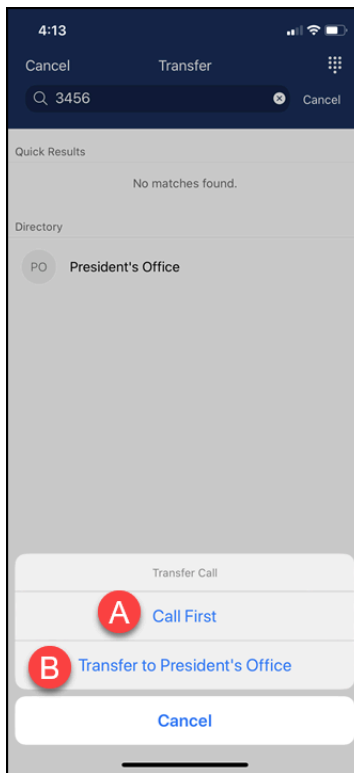 4:13
Cancel Transfer
3456 Cancel
Quick Results
No matches found.
Directory
PO President's Office
Transfer Call
A Call First
B Transfer to President's Office
Cancel